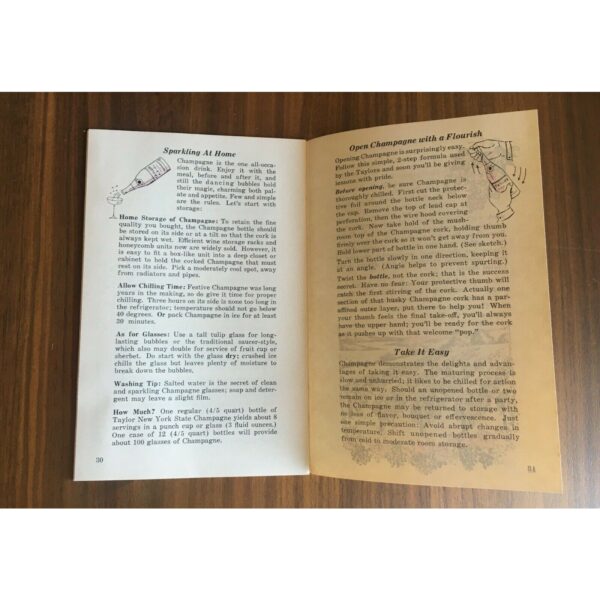 Sparkling At Home
Champagne is the one all-occa-
sion drink. Enjoy it with the
meal, before and after it, and
still the dancing bubbles hold
their magic, charming both pal-
ate and appetite. Few and simple
are the rules. Let's start with
storage:
Home Storage of Champagne: To retain the fine
quality you bought, the Champagne bottle should
be stored on its side or at a tilt so that the cork is
always kept wet. Efficient wine storage racks and
honeycomb units now are widely sold. However, it
is easy to fit a box-like unit into a deep closet or
cabinet to hold the corked Champagne that must
rest on its side. Pick a moderately cool spot, away
from radiators and pipes.
Allow Chilling Time: Festive Champagne was long
years in the making, so do give it time for proper
chilling. Three hours on its side is none too long in
the refrigerator; temperature should not go below
40 degrees. Or pack Champagne in ice for at least
20 minutes.
As for Glasses: Use a tall tulip glass for long-
lasting bubbles or the traditional saucer-style,
which also may double for service of fruit cup or
sherbet. Do start with the glass dry; crushed ice
chills the glass but leaves plenty of moisture to
break down the bubbles,
Washing Tip: Salted water is the secret of clean
and sparkling Champagne glasses; soap and deter-
gent may leave a slight film.
How Much? One regular (4/5 quart) bottle of
Taylor New York State Champagne yields about 8
servings in a punch cup or glass (3 fluid ounces.)
One case of 12 (4/5 quart) bottles will provide
about 100 glasses of Champagne.
30
Open Champagne with a Flourish
Opening Champagne is surprisingly easy.
Follow this simple, 2-step formula used
by the Taylors and soon you'll be giving
lessons with pride.
Before opening, be sure Champagne is
thoroughly chilled. First cut the protec-
tive foil around the bottle neck below
the cap. Remove the top of lead cap at
perforation, then the wire hood covering
the cork. Now take hold of the mush-
room top of Champagne cork, holding thumb
firmly over the cork so it won't get away from you.
Hold lower part of bottle in one hand. (See sketch.)
Turn the bottle slowly in one direction, keeping it
at an angle. (Angle helps to prevent spurting.)
Twist the bottle, not the cork; that is the success
secret. Have no fear: Your protective thumb will
catch the first stirring of the cork. Actually one
section of that husky Champagne cork has a par-
affined outer layer, put there to help you! When
your thumb feels the final take-off, you'll always
have the upper hand; you'll be ready for the cork
as it pushes up with that welcome "pop."
Take It Easy
Champagne demonstrates the delights and advan-
tages of taking it easy. The maturing process is
slow and unhurried; it likes to be chilled for action
the same way. Should an unopened bottle or two
remain on ice or in the refrigerator after a party,
the Champagne may be returned to storage with
no loss of flavor, bouquet or effervescence. Just
one simple precaution: Avoid abrupt changes in
temperature. Shift unopened bottles gradually
from cold to moderate room storage.